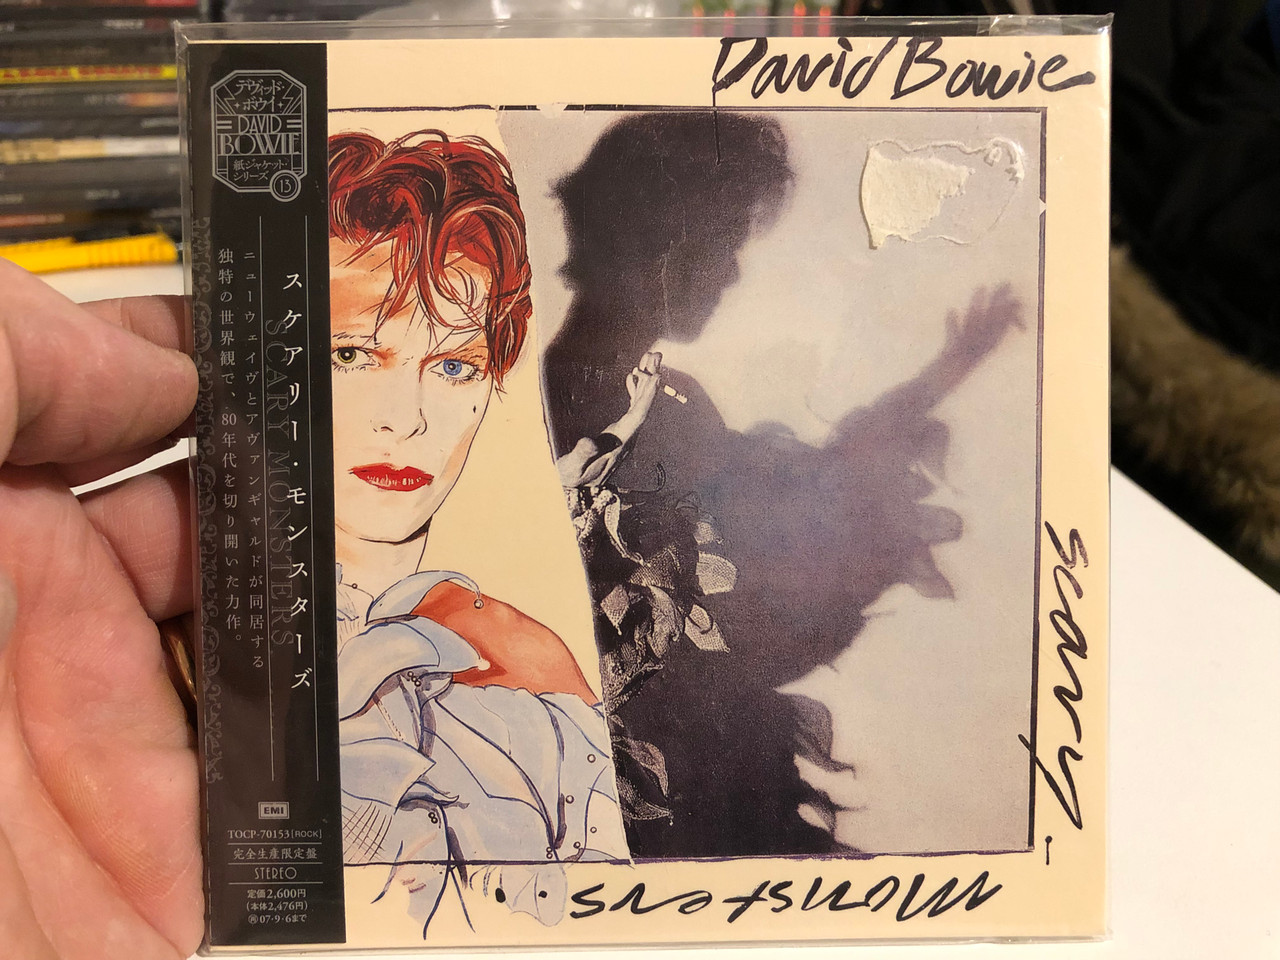 デヴィッド・
ボウイ
DAVID
BOWIE
紙ジャケット・
シリーズ
13
スケアリー・モンスターズ
SCARY MONSTERS
ニューウェイヴとアヴァンギャルドが同居する
独特の世界観で、80年代を切り開いた力作。
EMI
TOCP-70153[ROCK]
完全生産限定盤
STEREO
定価2,600円
(本体2,476円)
㋐07・9・6まで
David Bowie
scary
monsters